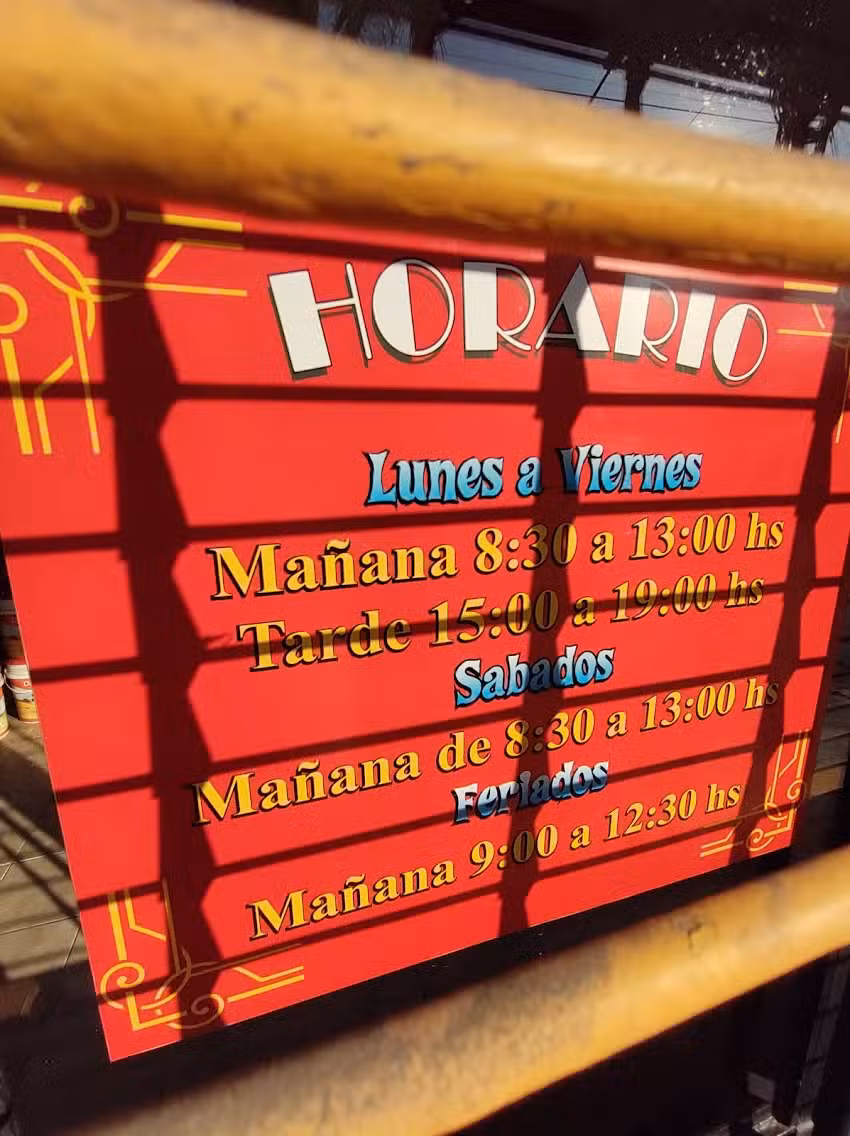 HORARIO
Lunes a Viernes
Mañana 8:30 a 13:00 hs
Tarde 15:00 a 19:00 hs
Sabados
Mañana de 8:30 a 13:00 hs
Feriados
Mañana 9:00 a 12:30 hs